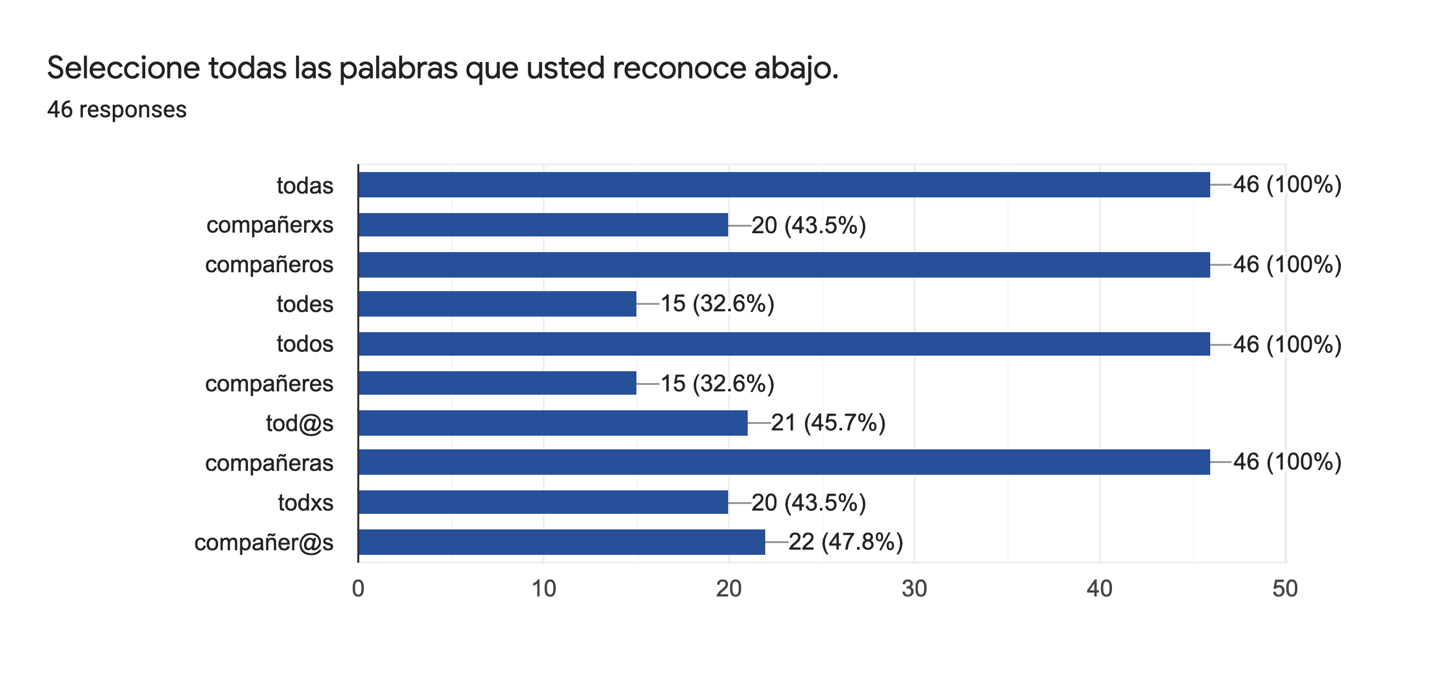 Seleccione todas las palabras que usted reconoce abajo.
46 responses
todas 46 (100%)
compañerxs 20 (43.5%)
compañeros 46 (100%)
todes 15 (32.6%)
todos 46 (100%)
compañeres 15 (32.6%)
tod@s 21 (45.7%)
compañeras 46 (100%)
todxs 20 (43.5%)
compañer@s 22 (47.8%)
0 10 20 30 40 50